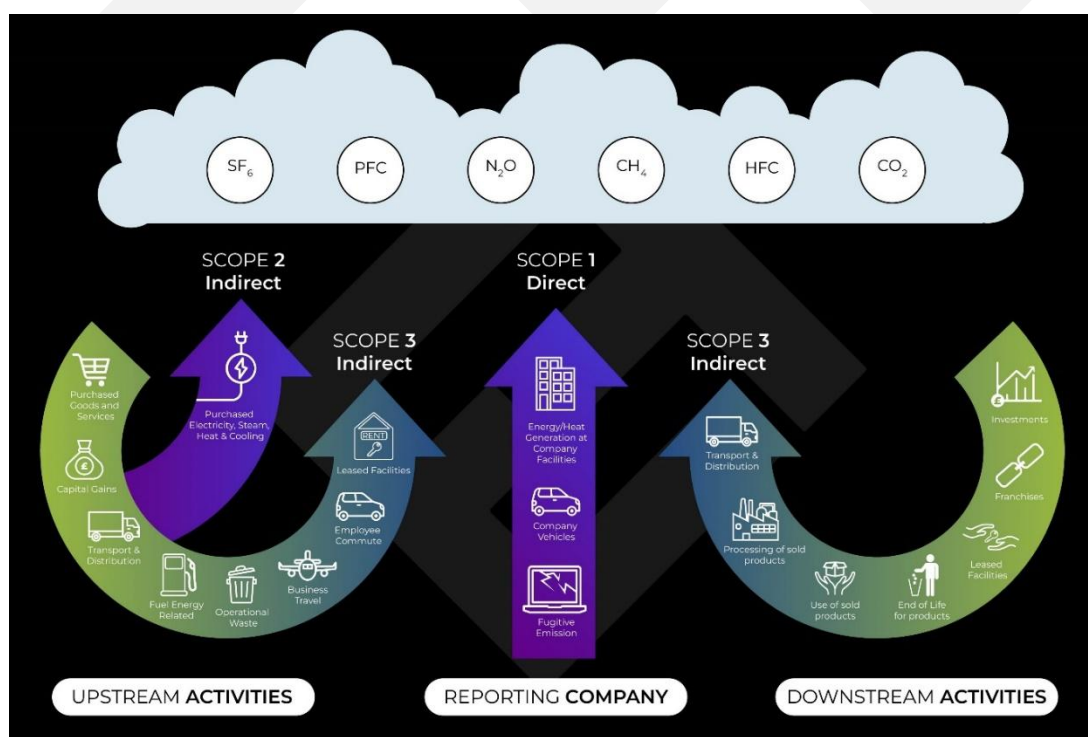 SF6
PFC
N2O
CH4
HFC
CO2
SCOPE 2
Indirect
SCOPE 1
Direct
SCOPE 3
Indirect
SCOPE 3
Indirect
Purchased
Goods and
Services
Capital Gains
Transport &
Distribution
Fuel Energy
Related
Operational
Waste
Business
Travel
Employee
Commute
RENT
Leased Facilities
Purchased
Electricity, Steam,
Heat & Cooling
Energy/Heat
Generation at
Company
Facilities
Company
Vehicles
Fugitive
Emission
Transport &
Distribution
Processing of sold
products
Use of sold
products
End of Life
for products
Leased
Facilities
Franchises
Investments
UPSTREAM ACTIVITIES
REPORTING COMPANY
DOWNSTREAM ACTIVITIES